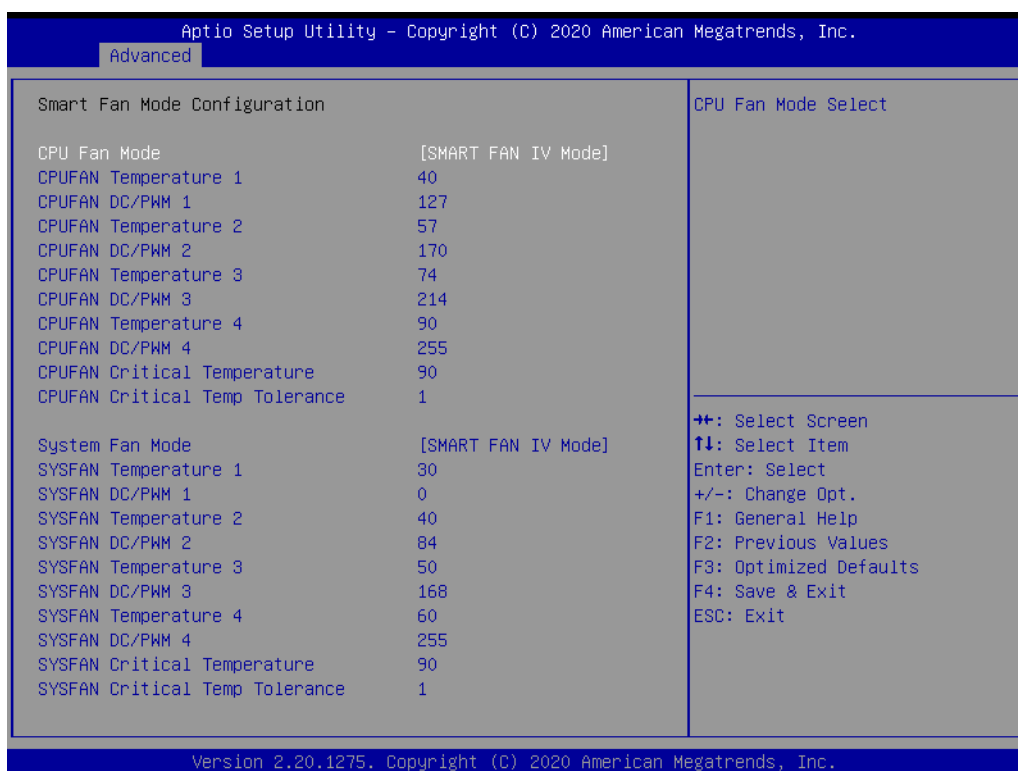 Aptio Setup Utility – Copyright (C) 2020 American Megatrends, Inc.
Advanced
Smart Fan Mode Configuration
CPU Fan Mode [SMART FAN IV Mode]
CPUFAN Temperature 1 40
CPUFAN DC/PWM 1 127
CPUFAN Temperature 2 57
CPUFAN DC/PWM 2 170
CPUFAN Temperature 3 74
CPUFAN DC/PWM 3 214
CPUFAN Temperature 4 90
CPUFAN DC/PWM 4 255
CPUFAN Critical Temperature 90
CPUFAN Critical Temp Tolerance 1
System Fan Mode [SMART FAN IV Mode]
SYSFAN Temperature 1 30
SYSFAN DC/PWM 1 0
SYSFAN Temperature 2 40
SYSFAN DC/PWM 2 84
SYSFAN Temperature 3 50
SYSFAN DC/PWM 3 168
SYSFAN Temperature 4 60
SYSFAN DC/PWM 4 255
SYSFAN Critical Temperature 90
SYSFAN Critical Temp Tolerance 1
CPU Fan Mode Select
→←: Select Screen
↑↓: Select Item
Enter: Select
+/-: Change Opt.
F1: General Help
F2: Previous Values
F3: Optimized Defaults
F4: Save & Exit
ESC: Exit
Version 2.20.1275. Copyright (C) 2020 American Megatrends, Inc.